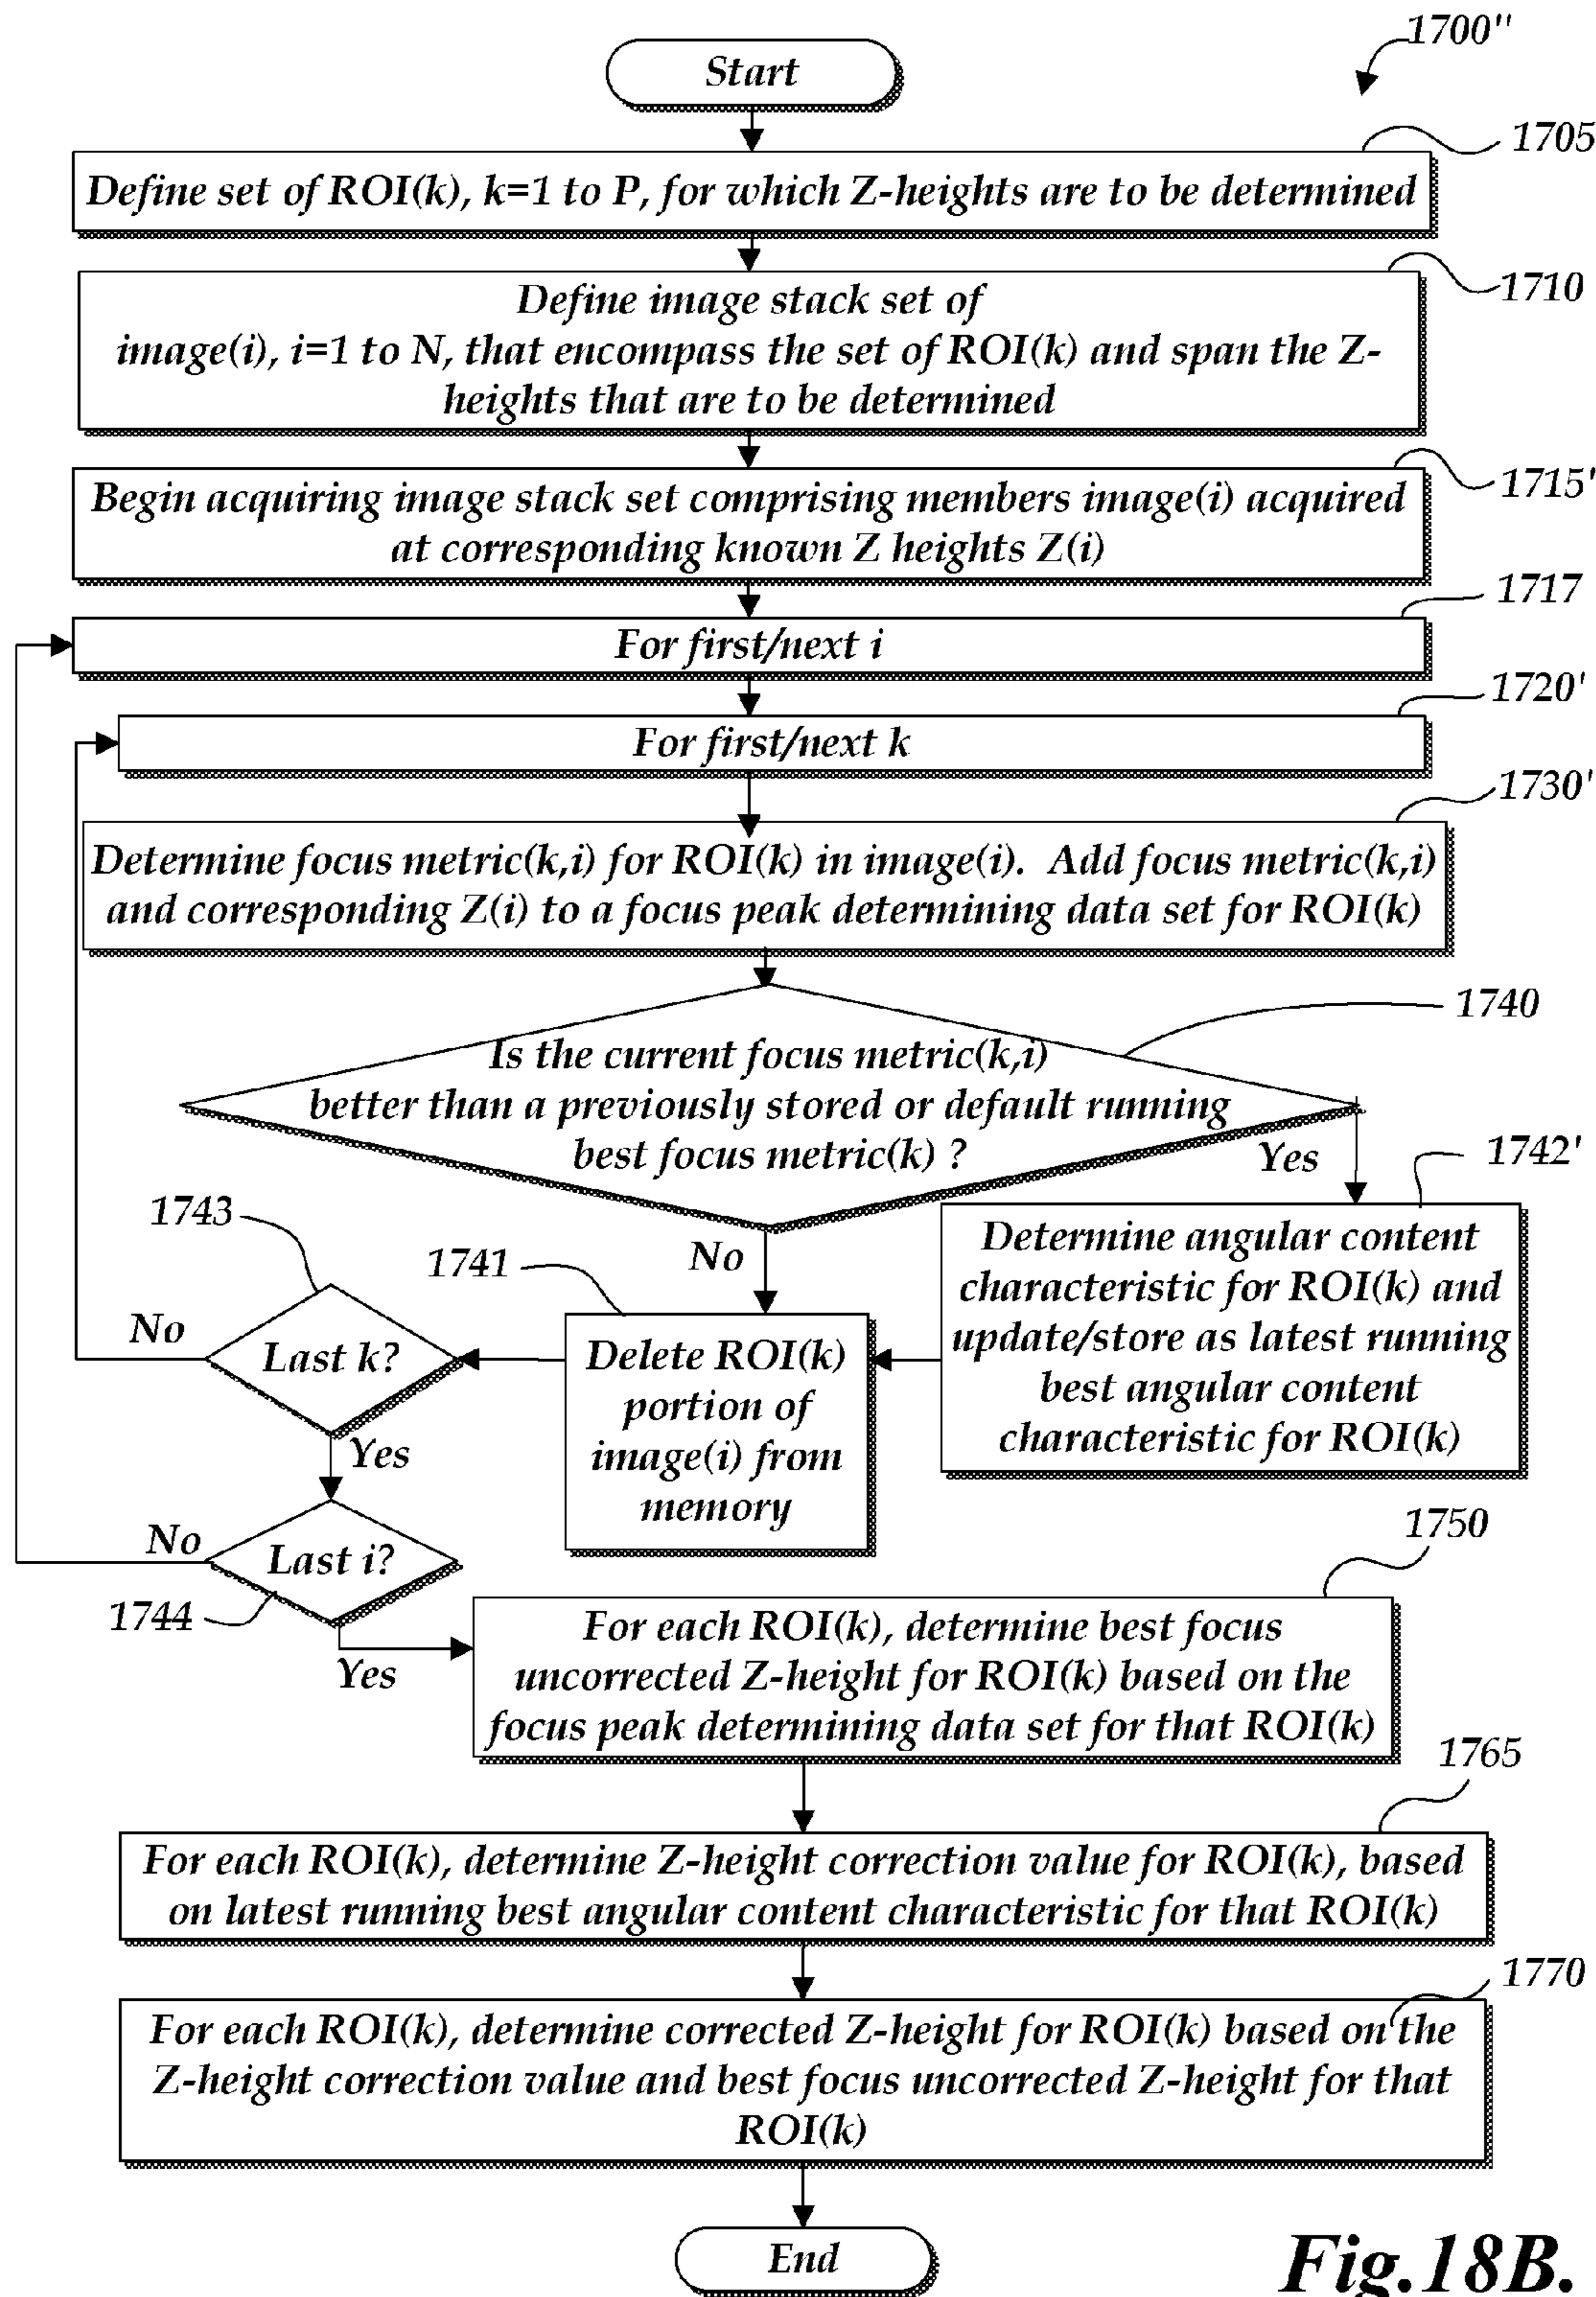 1700''
Start
1705
Define set of ROI(k), k=1 to P, for which Z-heights are to be determined
1710
Define image stack set of
image(i), i=1 to N, that encompass the set of ROI(k) and span the Z-
heights that are to be determined
1715'
Begin acquiring image stack set comprising members image(i) acquired
at corresponding known Z heights Z(i)
1717
For first/next i
1720'
For first/next k
1730'
Determine focus metric(k,i) for ROI(k) in image(i). Add focus metric(k,i)
and corresponding Z(i) to a focus peak determining data set for ROI(k)
1740
Is the current focus metric(k,i)
better than a previously stored or default running
best focus metric(k) ?
Yes
1742'
No
1741
1743
Determine angular content
characteristic for ROI(k) and
update/store as latest running
best angular content
characteristic for ROI(k)
Delete ROI(k)
portion of
image(i) from
memory
Last k?
No
Yes
Last i?
No
1744
Yes
1750
For each ROI(k), determine best focus
uncorrected Z-height for ROI(k) based on the
focus peak determining data set for that ROI(k)
1765
For each ROI(k), determine Z-height correction value for ROI(k), based
on latest running best angular content characteristic for that ROI(k)
1770
For each ROI(k), determine corrected Z-height for ROI(k) based on the
Z-height correction value and best focus uncorrected Z-height for that
ROI(k)
End
Fig.18B.